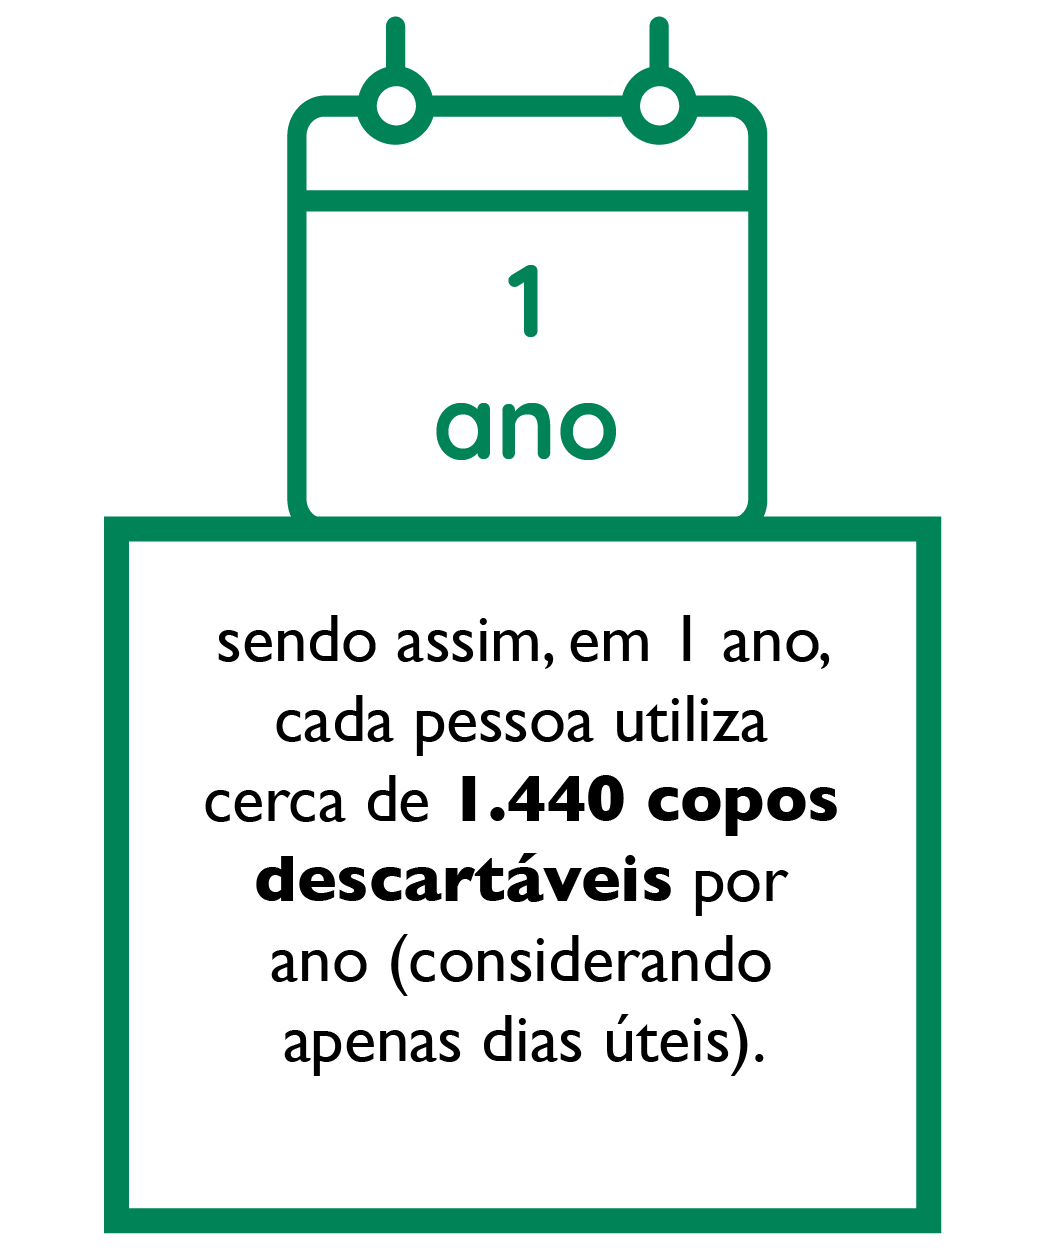 1
ano
sendo assim, em 1 ano,
cada pessoa utiliza
cerca de 1.440 copos
descartáveis por
ano (considerando
apenas dias úteis).